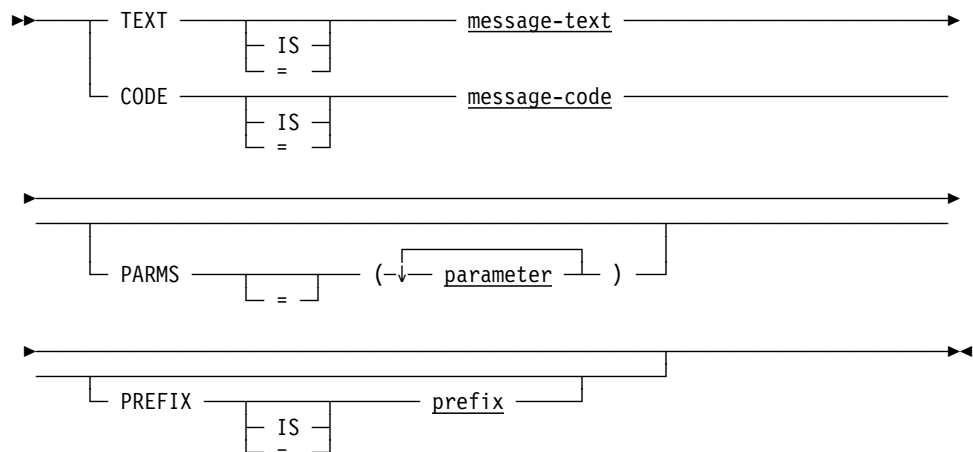 TEXT message-text
IS
=
CODE message-code
IS
=
PARMS ( parameter )
=
PREFIX prefix
IS
=